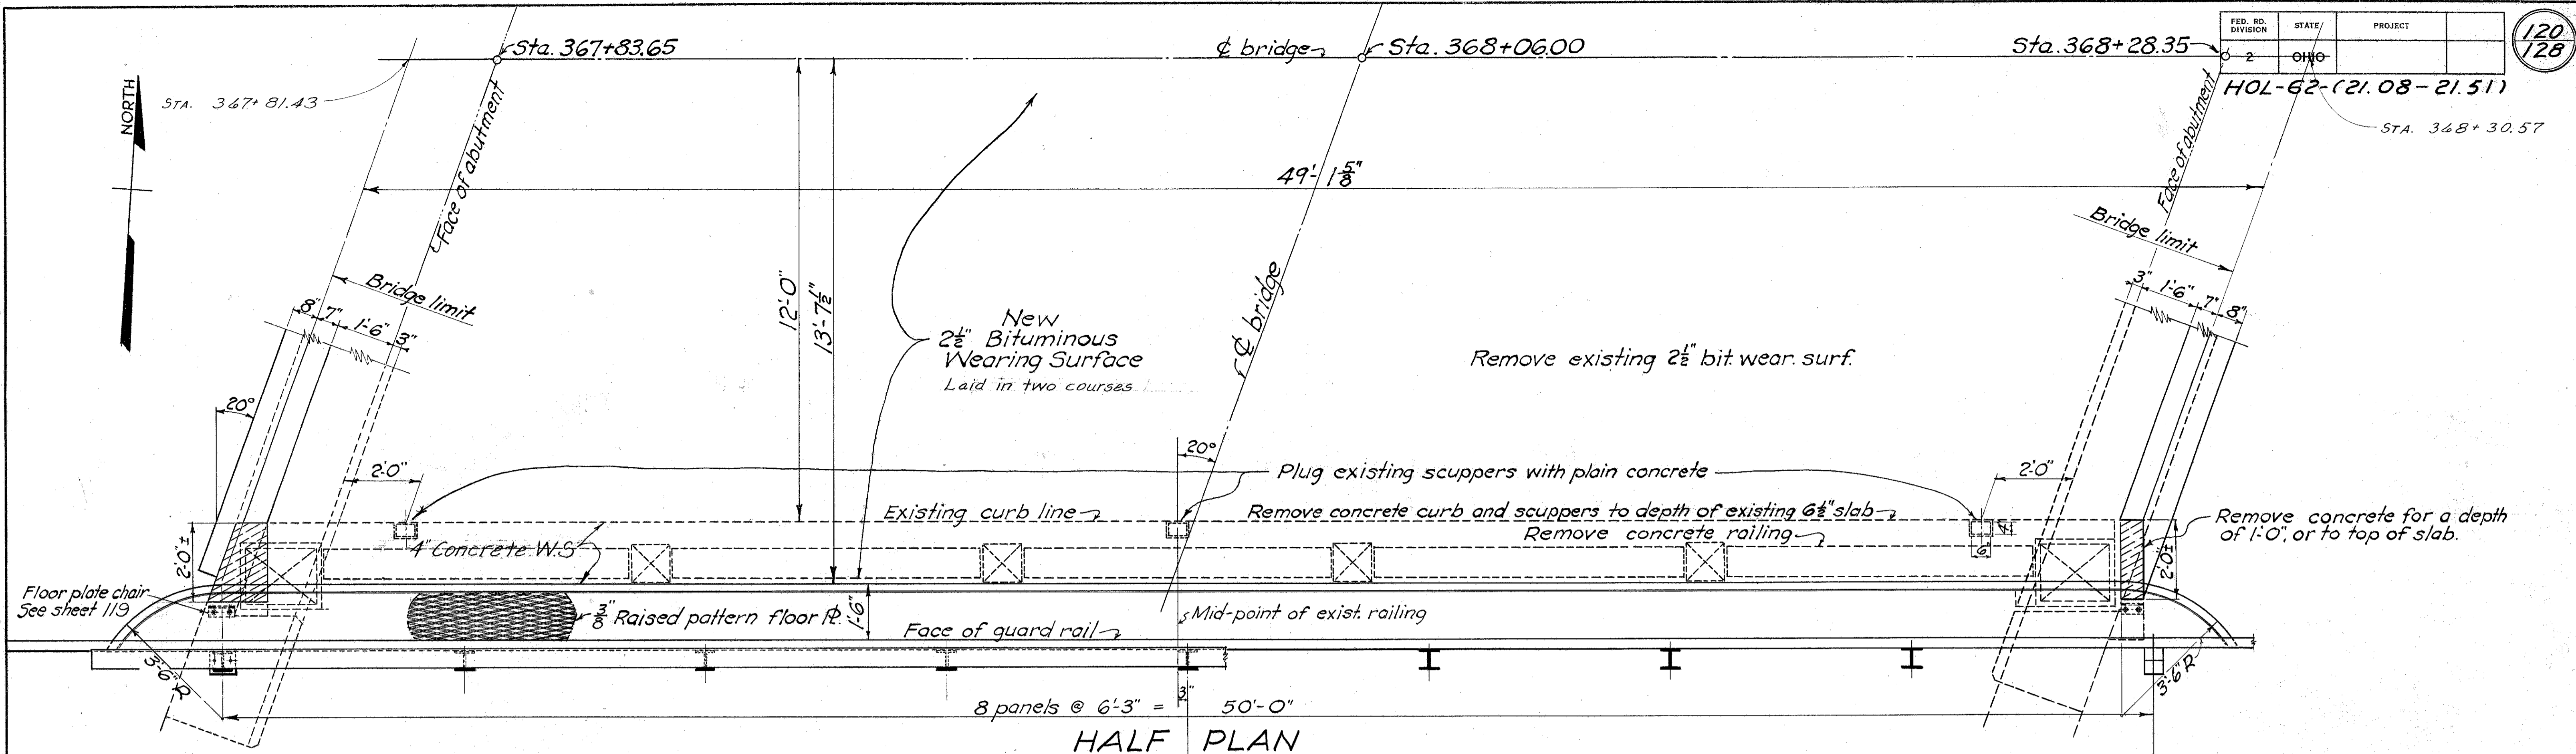 FED. RD. DIVISION STATE PROJECT
2 OHIO
120
128
HOL-62-(21.08-21.51)
Sta. 367+83.65
℄ bridge
Sta. 368+06.00
Sta. 368+28.35
STA. 367+81.43
STA. 368+30.57
NORTH
Face of abutment
Face of abutment
49'-1 5/8"
Bridge limit
Bridge limit
8" 7" 1'-6" 3"
3" 1'-6" 7" 8"
12'-0"
13'-7 1/2"
New
2 1/2" Bituminous
Wearing Surface
Laid in two courses
℄ bridge
Remove existing 2 1/2" bit. wear. surf.
20°
20°
2'-0"
Plug existing scuppers with plain concrete
2'-0"
Existing curb line
Remove concrete curb and scuppers to depth of existing 6 1/2" slab
4"
6"
Remove concrete railing
Remove concrete for a depth
of 1'-0", or to top of slab.
2'-0"±
4" Concrete W.S.
2'-0"±
Floor plate chair
See sheet 119
3/8" Raised pattern floor ℞.
1'-6"
Mid-point of exist. railing
Face of guard rail
3'-6" R
3'-6" R
3"
8 panels @ 6'-3" = 50'-0"
HALF PLAN